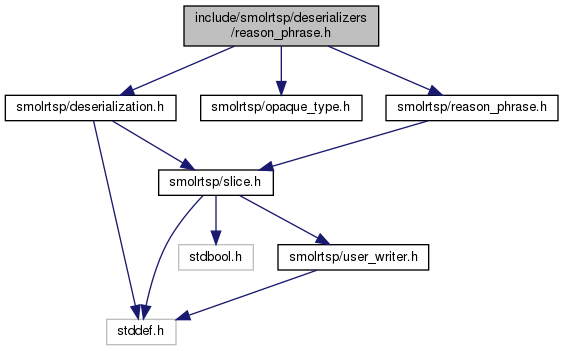 include/smolrtsp/deserializers
/reason_phrase.h
smolrtsp/deserialization.h
smolrtsp/opaque_type.h
smolrtsp/reason_phrase.h
smolrtsp/slice.h
stdbool.h
smolrtsp/user_writer.h
stddef.h